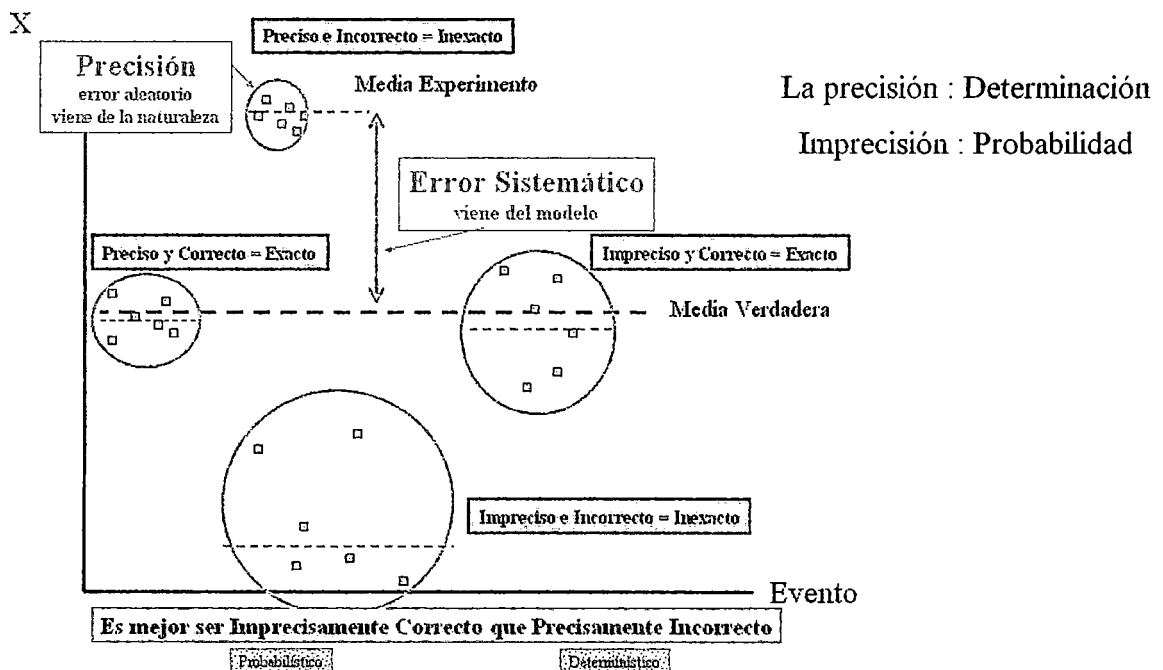 X
Preciso e Incorrecto = Inexacto
Precisión
error aleatorio
viene de la naturaleza
Media Experimento
La precisión : Determinación
Imprecisión : Probabilidad
Error Sistemático
viene del modelo
Preciso y Correcto = Exacto
Impreciso y Correcto = Exacto
Media Verdadera
Impreciso e Incorrecto = Inexacto
Evento
Es mejor ser Imprecisamente Correcto que Precisamente Incorrecto
Probabilístico
Determinístico